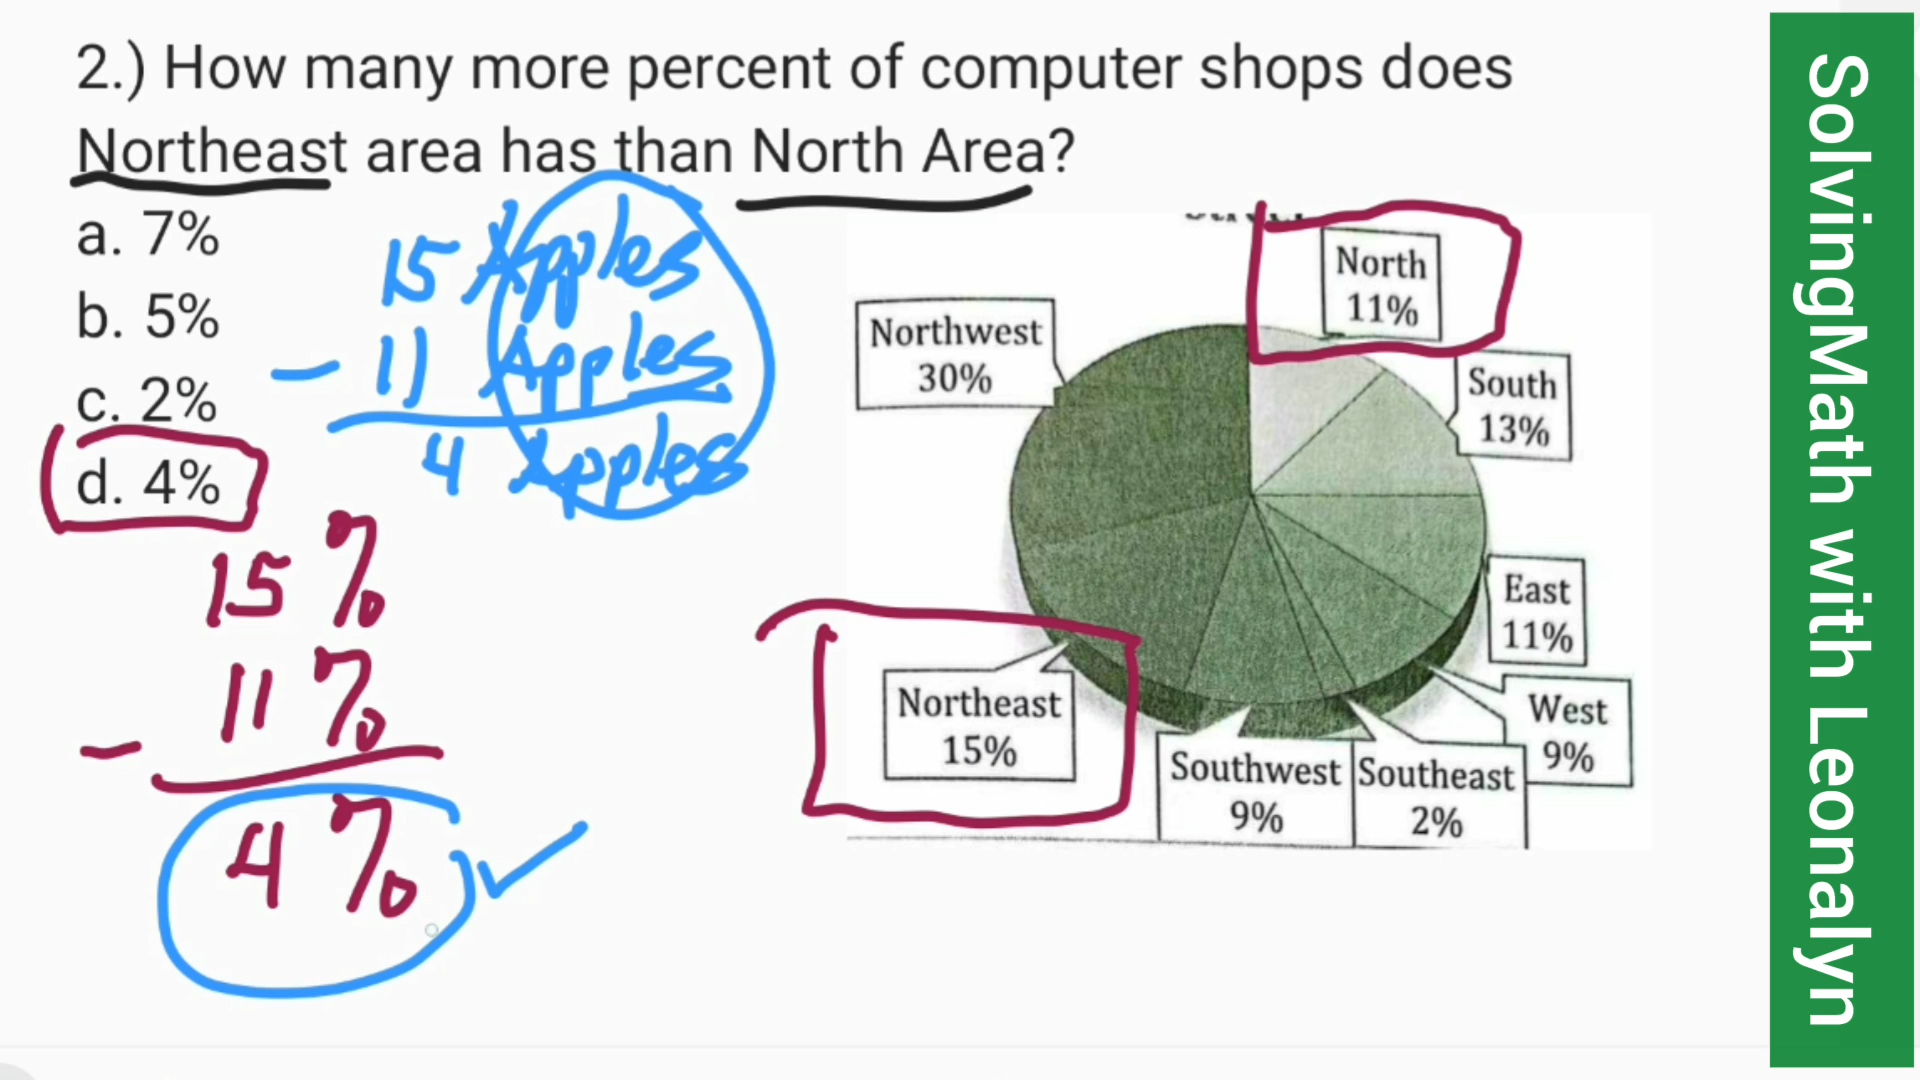 2.) How many more percent of computer shops does
Northeast area has than North Area?
a. 7%
b. 5%
c. 2%
d. 4%
15 Apples
- 11 Apples
4 Apples
15 %
- 11 %
4 %
North
11%
Northwest
30%
South
13%
East
11%
Northeast
15%
West
9%
Southwest
9%
Southeast
2%
SolvingMath with Leonalyn